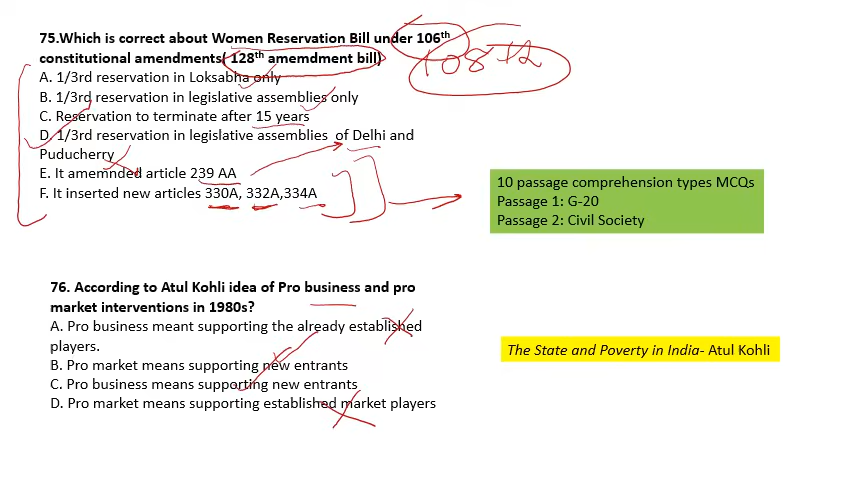 75.Which is correct about Women Reservation Bill under 106th
constitutional amendments( 128th amemdment bill)
108th
A. 1/3rd reservation in Loksabha only
B. 1/3rd reservation in legislative assemblies only
C. Reservation to terminate after 15 years
D. 1/3rd reservation in legislative assemblies of Delhi and
Puducherry
E. It amemnded article 239 AA
F. It inserted new articles 330A, 332A,334A
10 passage comprehension types MCQs
Passage 1: G-20
Passage 2: Civil Society
76. According to Atul Kohli idea of Pro business and pro
market interventions in 1980s?
A. Pro business meant supporting the already established
players.
B. Pro market means supporting new entrants
C. Pro business means supporting new entrants
D. Pro market means supporting established market players
The State and Poverty in India- Atul Kohli